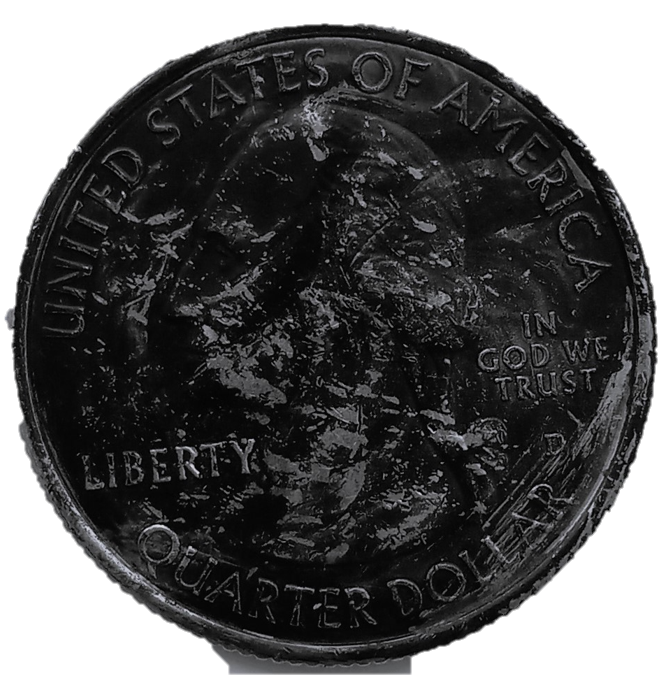 UNITED STATES OF AMERICA
IN
GOD WE
TRUST
LIBERTY
P
QUARTER DOLLAR